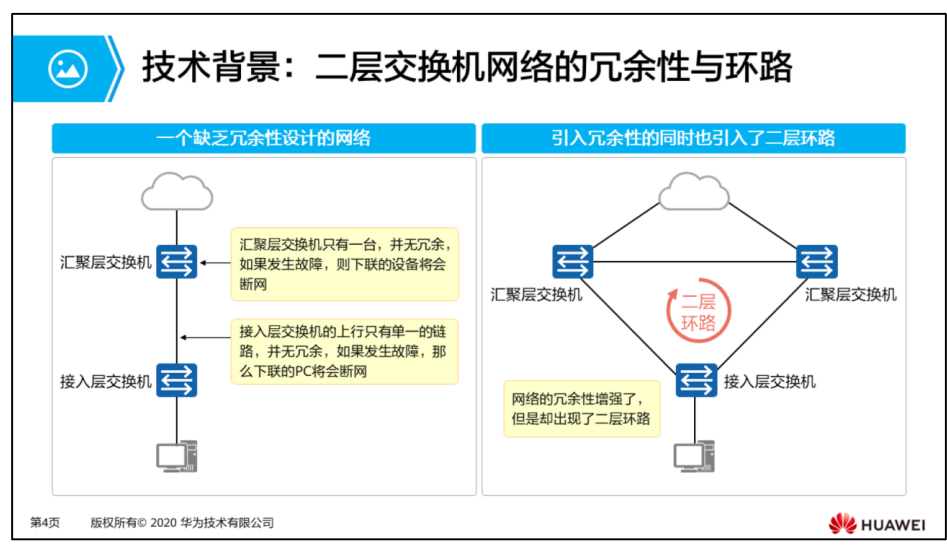 技术背景：二层交换机网络的冗余性与环路
一个缺乏冗余性设计的网络
汇聚层交换机
汇聚层交换机只有一台，并无冗余，
如果发生故障，则下联的设备将会
断网
接入层交换机的上行只有单一的链
路，并无冗余，如果发生故障，那
么下联的PC将会断网
接入层交换机
引入冗余性的同时也引入了二层环路
汇聚层交换机
汇聚层交换机
二层
环路
接入层交换机
网络的冗余性增强了，
但是却出现了二层环路
第4页
版权所有© 2020 华为技术有限公司
HUAWEI